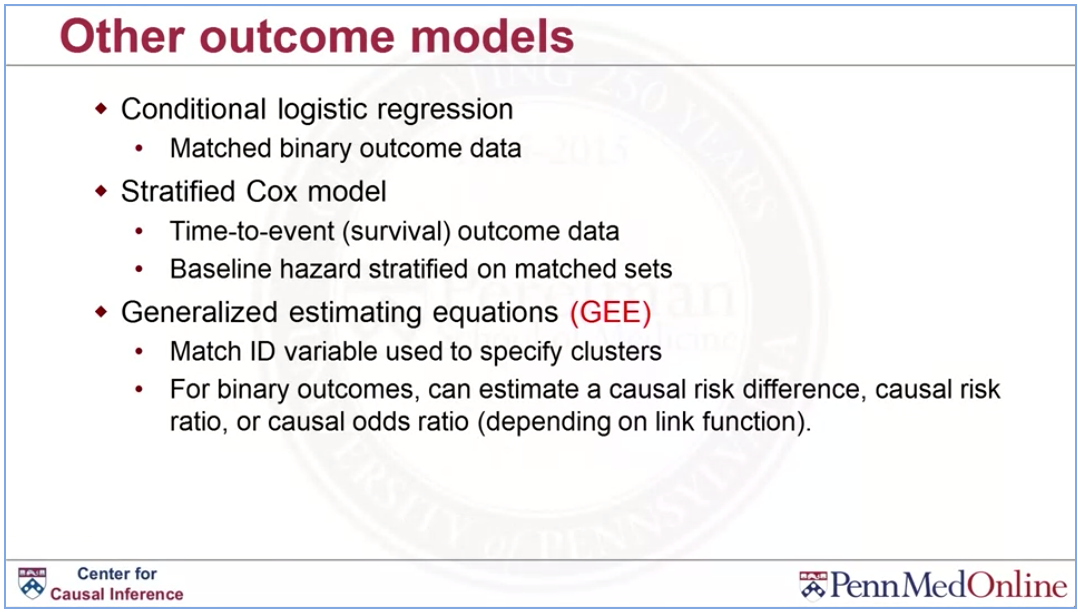 Other outcome models
Conditional logistic regression
Matched binary outcome data
Stratified Cox model
Time-to-event (survival) outcome data
Baseline hazard stratified on matched sets
Generalized estimating equations (GEE)
Match ID variable used to specify clusters
For binary outcomes, can estimate a causal risk difference, causal risk
ratio, or causal odds ratio (depending on link function).
Center for
Causal Inference
PennMedOnline